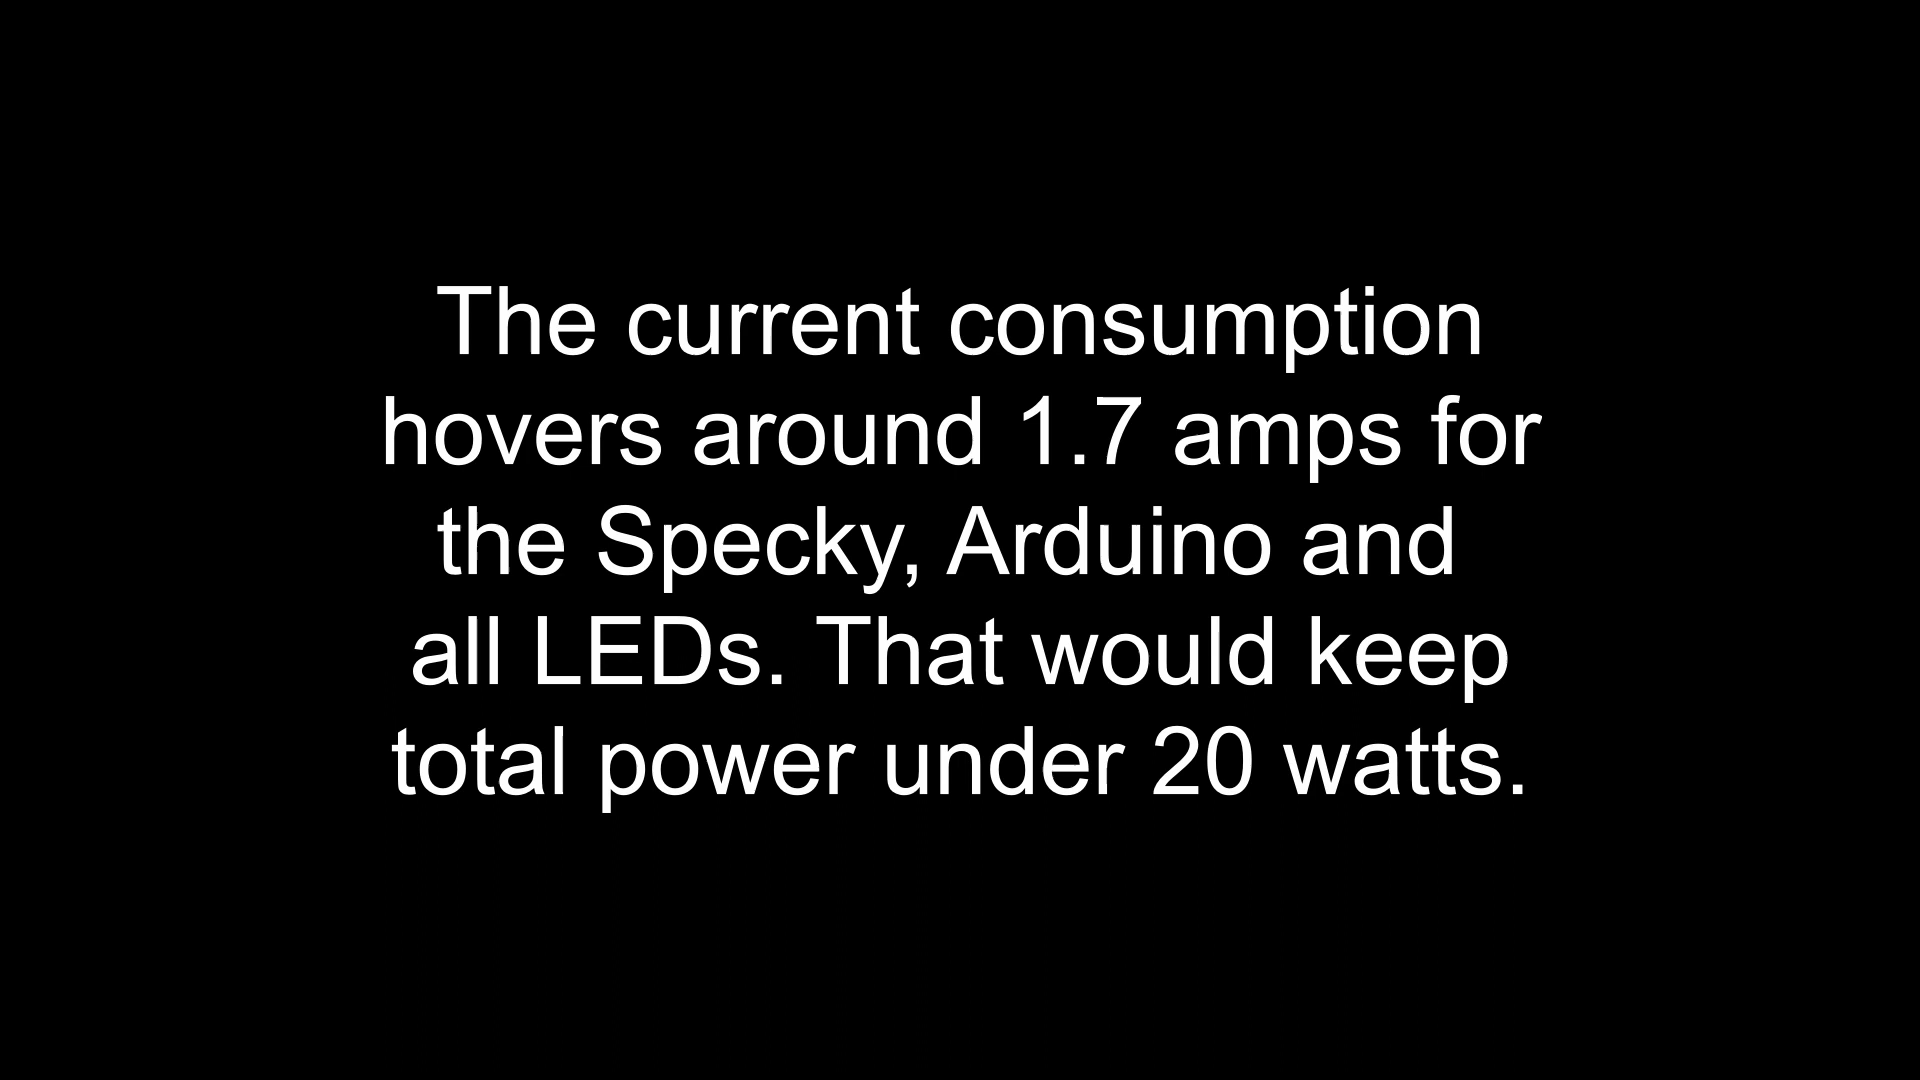 The current consumption
hovers around 1.7 amps for
the Specky, Arduino and
all LEDs. That would keep
total power under 20 watts.